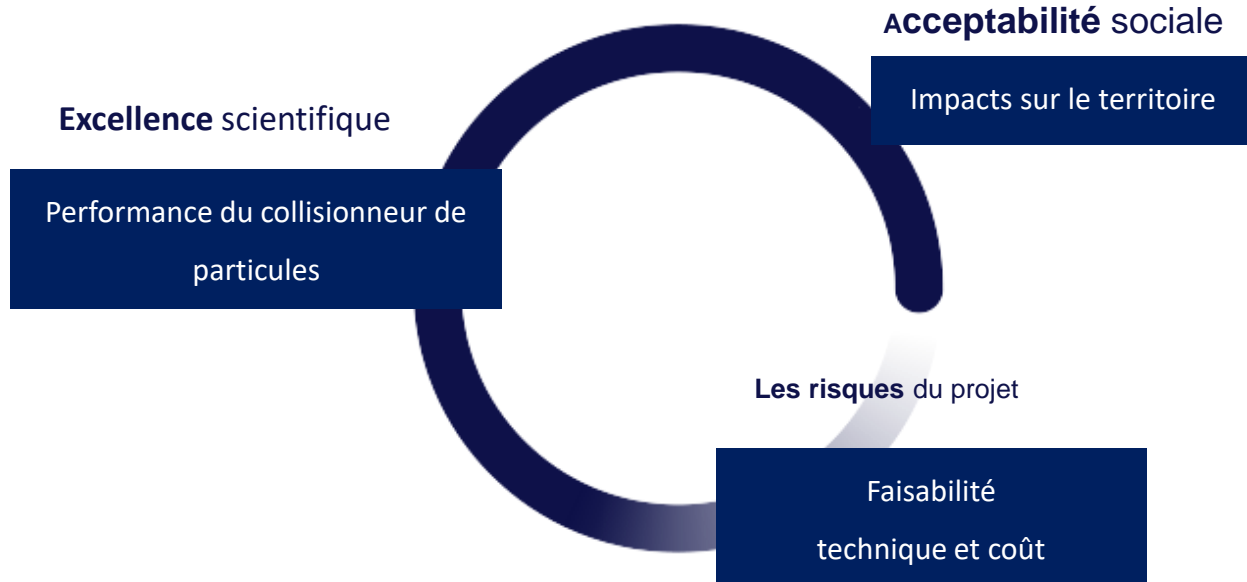 Acceptabilité sociale
Impacts sur le territoire
Excellence scientifique
Performance du collisionneur de
particules
Les risques du projet
Faisabilité
technique et coût